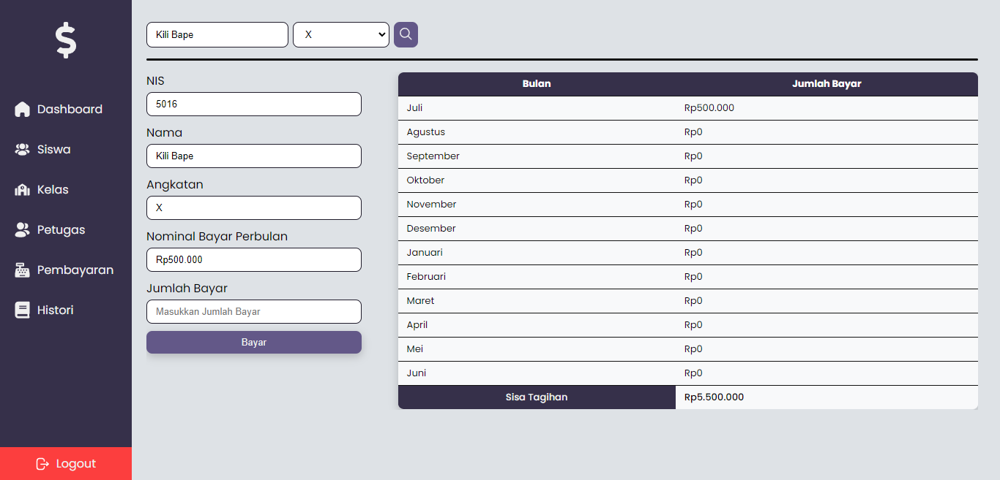 $
Kili Bape X
Dashboard
Siswa
Kelas
Petugas
Pembayaran
Histori
Logout
NIS
5016
Nama
Kili Bape
Angkatan
X
Nominal Bayar Perbulan
Rp500.000
Jumlah Bayar
Masukkan Jumlah Bayar
Bayar
Bulan Jumlah Bayar
Juli Rp500.000
Agustus Rp0
September Rp0
Oktober Rp0
November Rp0
Desember Rp0
Januari Rp0
Februari Rp0
Maret Rp0
April Rp0
Mei Rp0
Juni Rp0
Sisa Tagihan Rp5.500.000